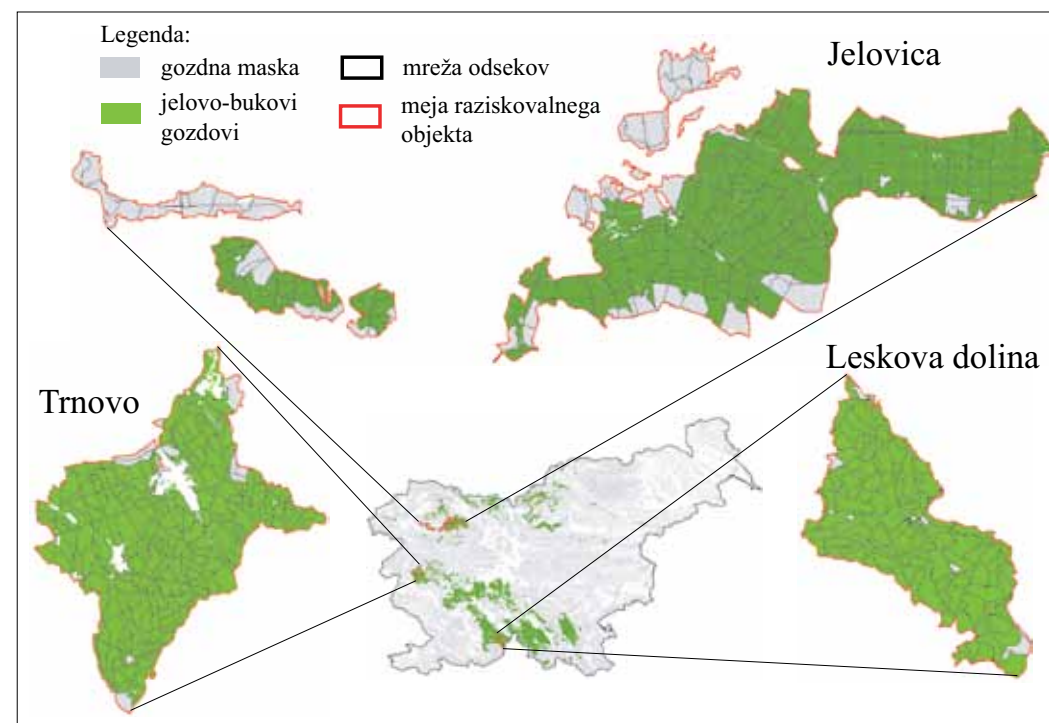 Legenda:
gozdna maska
jelovo-bukovi
gozdovi
mreža odsekov
meja raziskovalnega
objekta
Jelovica
Trnovo
Leskova dolina